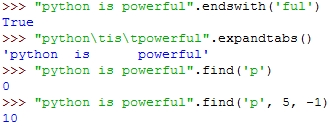 >>> "python is powerful".endswith('ful')
True
>>> "python\tis\tpowerful".expandtabs()
'python  is      powerful'
>>> "python is powerful".find('p')
0
>>> "python is powerful".find('p', 5, -1)
10